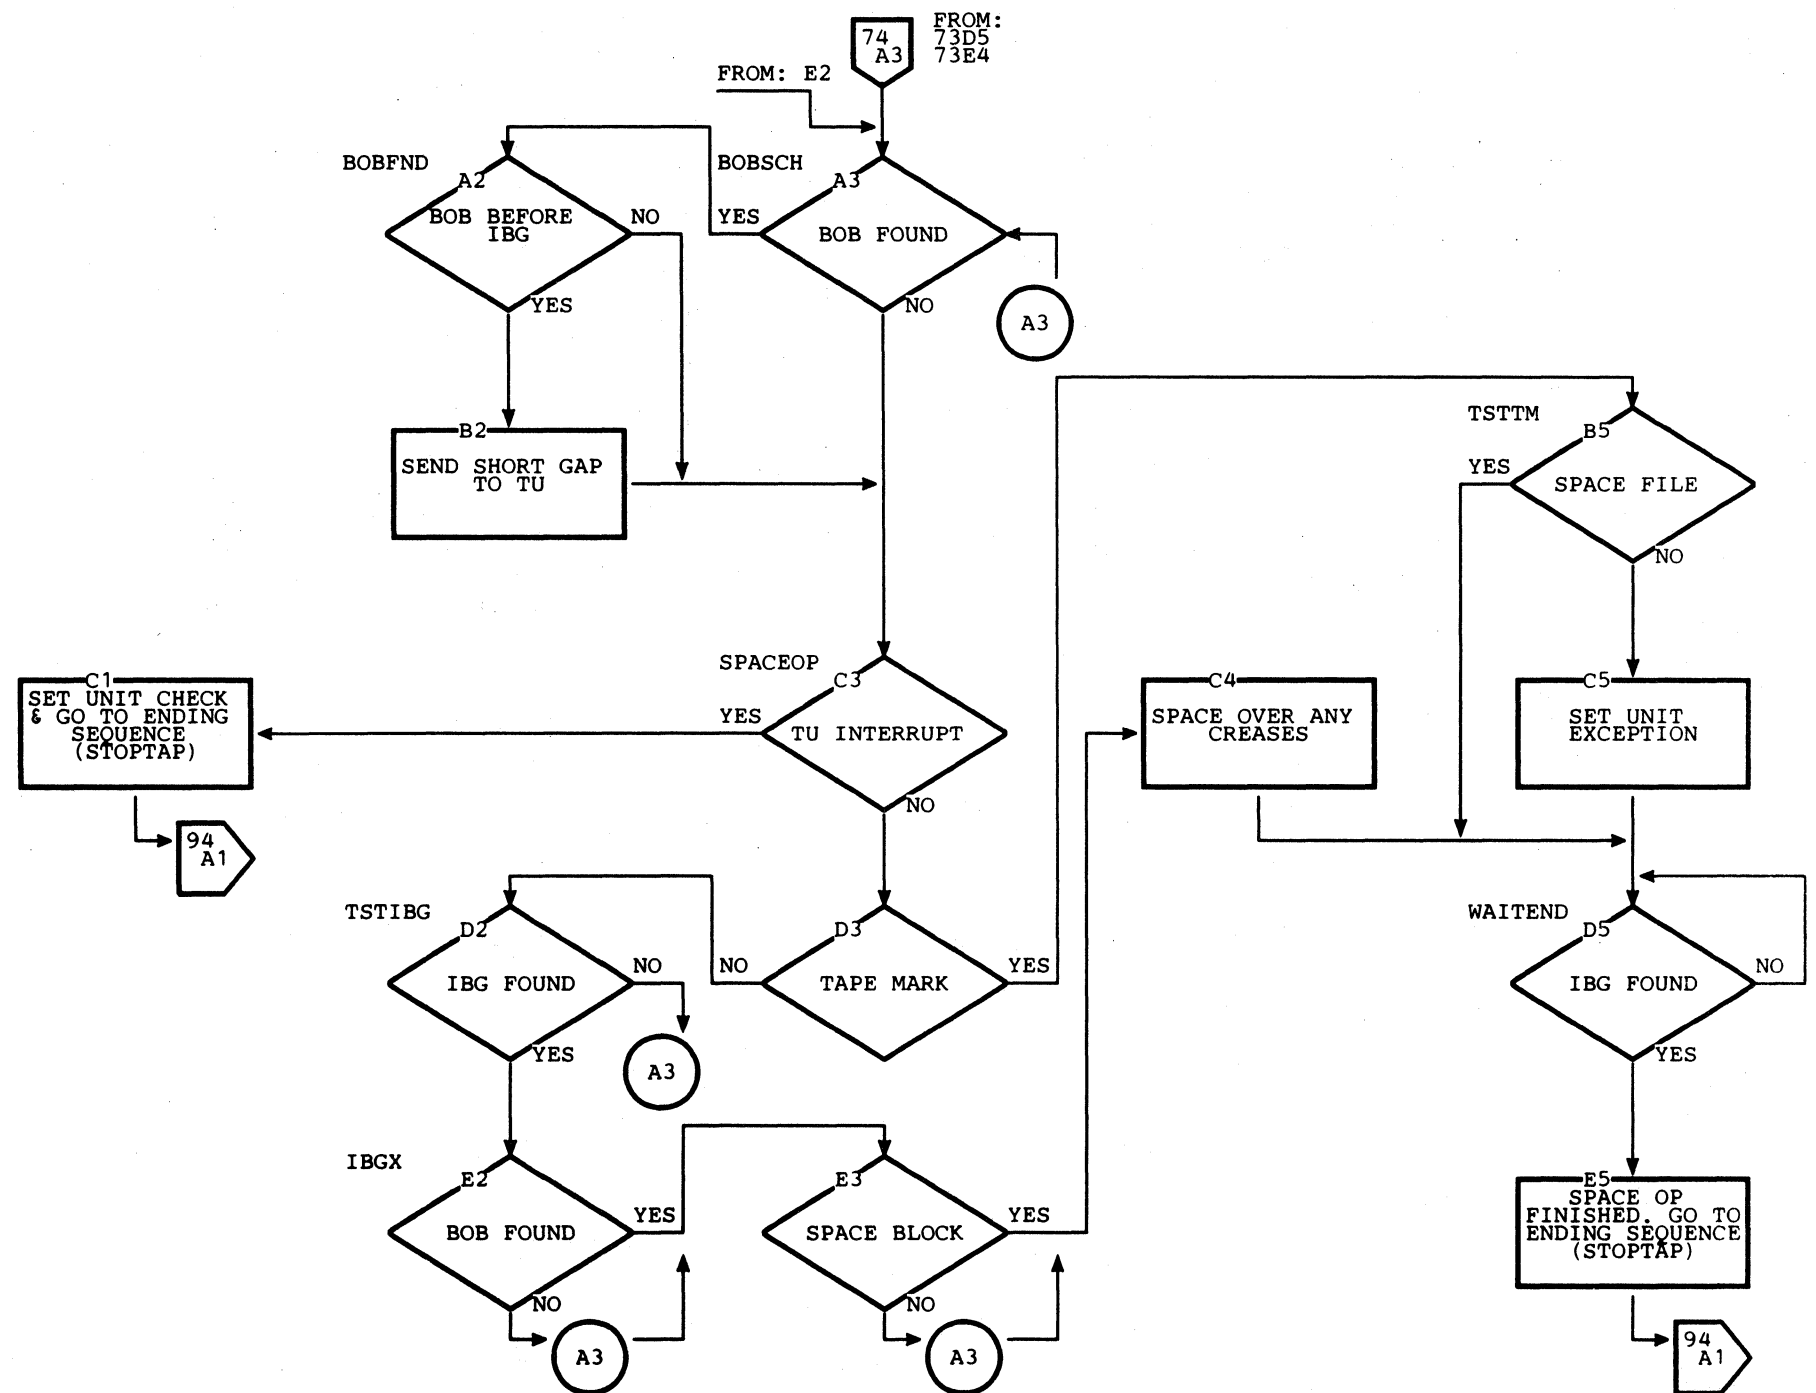 74
A3
FROM:
73D5
73E4
FROM: E2
BOBFND
A2
BOB BEFORE
IBG
NO
YES
BOBSCH
A3
BOB FOUND
YES
NO
A3
B2
SEND SHORT GAP
TO TU
TSTTM
B5
SPACE FILE
YES
NO
C1
SET UNIT CHECK
& GO TO ENDING
SEQUENCE
(STOPTAP)
94
A1
SPACEOP
C3
TU INTERRUPT
YES
NO
C4
SPACE OVER ANY
CREASES
C5
SET UNIT
EXCEPTION
TSTIBG
D2
IBG FOUND
NO
YES
A3
D3
TAPE MARK
NO
YES
WAITEND
D5
IBG FOUND
NO
YES
IBGX
E2
BOB FOUND
YES
NO
A3
E3
SPACE BLOCK
YES
NO
A3
E5
SPACE OP
FINISHED. GO TO
ENDING SEQUENCE
(STOPTAP)
94
A1